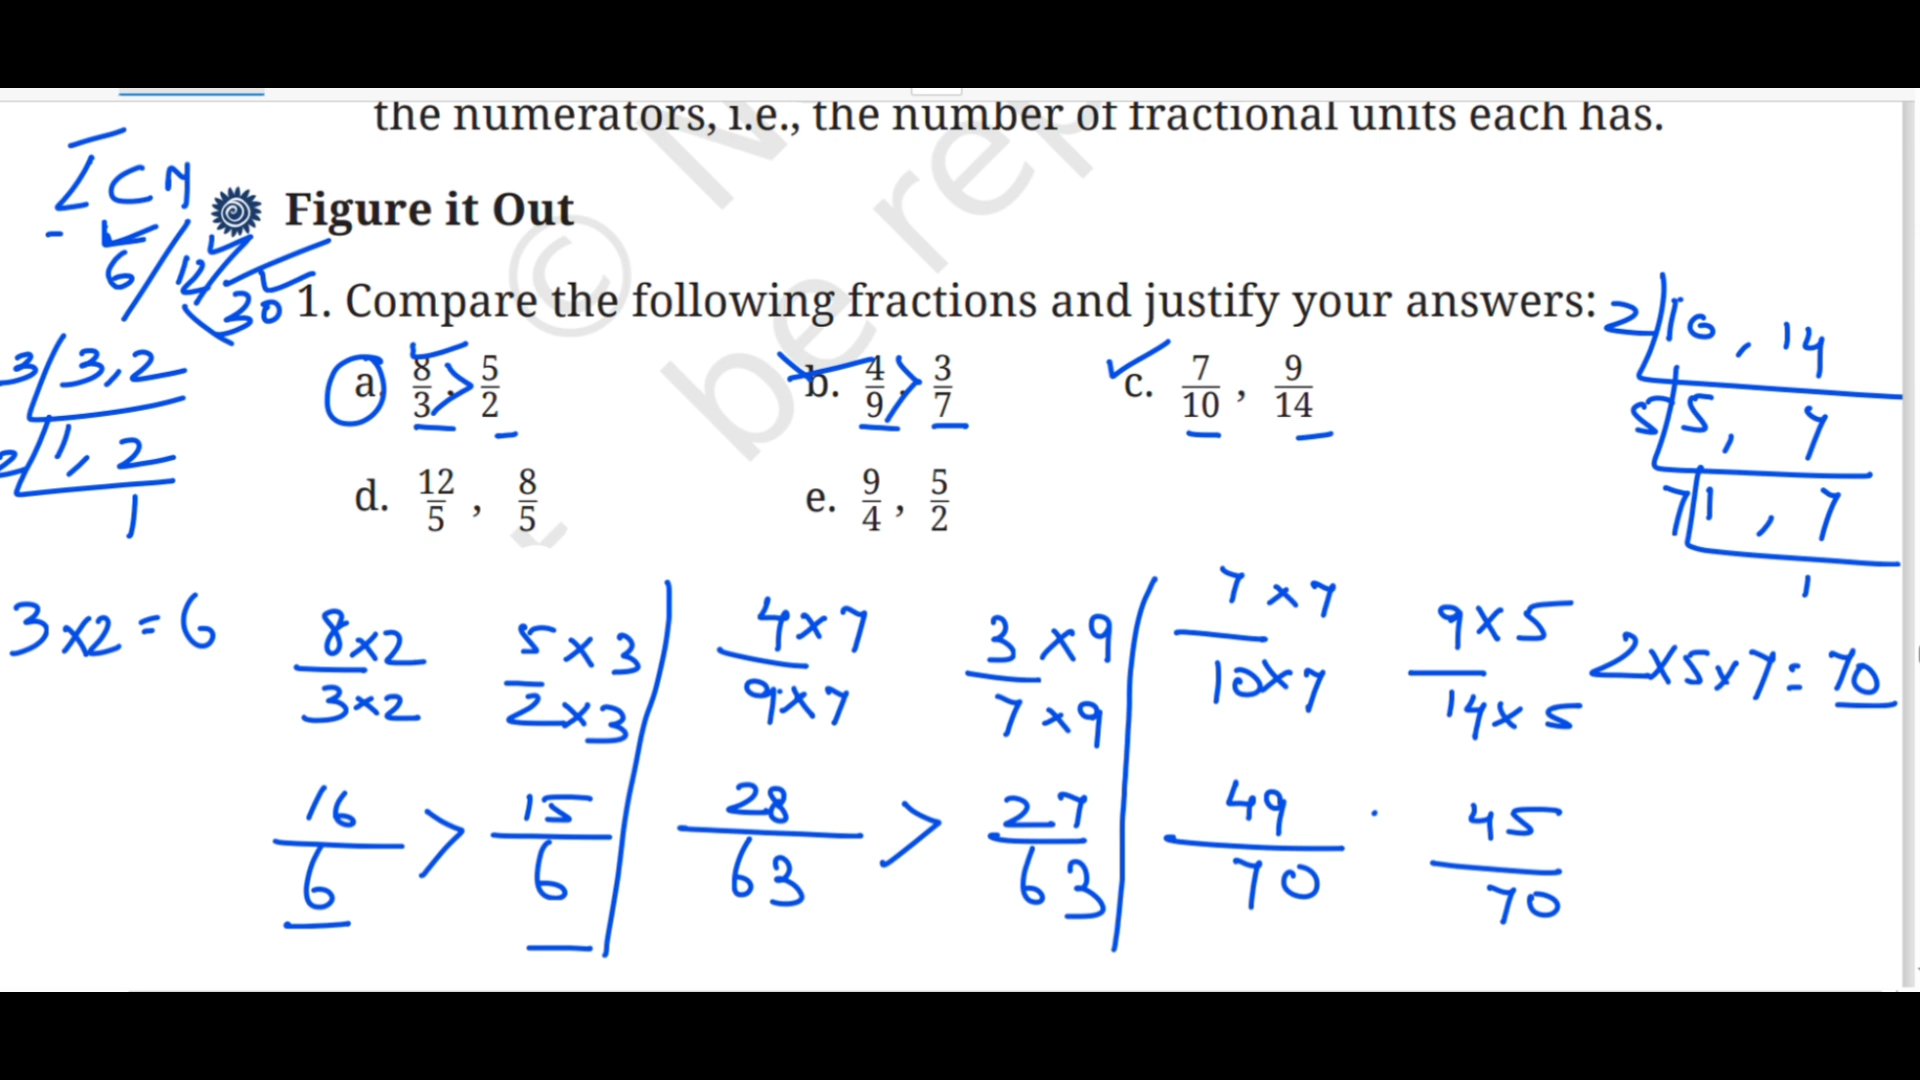 the numerators, i.e., the number of fractional units each has.
LCM
6/12/30
Figure it Out
1. Compare the following fractions and justify your answers:
a. 8/3 > 5/2 b. 4/9 > 3/7 c. 7/10 , 9/14
d. 12/5 , 8/5 e. 9/4 , 5/2
3 3,2
2 1,2
1
3×2=6
2 10, 14
5 5, 7
7 1, 7
1
2×5×7=70
8×2/3×2 5×3/2×3
16/6 > 15/6
4×7/9×7 3×9/7×9
28/63 > 27/63
7×7/10×7 9×5/14×5
49/70 . 45/70
© N
be rep